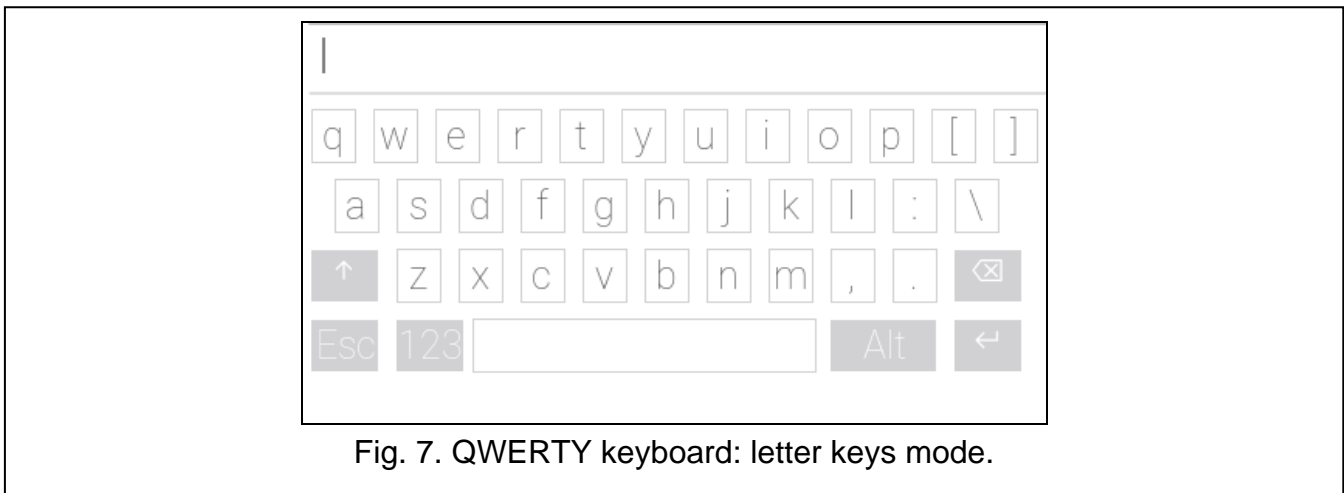 q w e r t y u i o p [ ]
a s d f g h j k l : \
↑ z x c v b n m , . ⌫
Esc 123 Alt ↵
Fig. 7. QWERTY keyboard: letter keys mode.